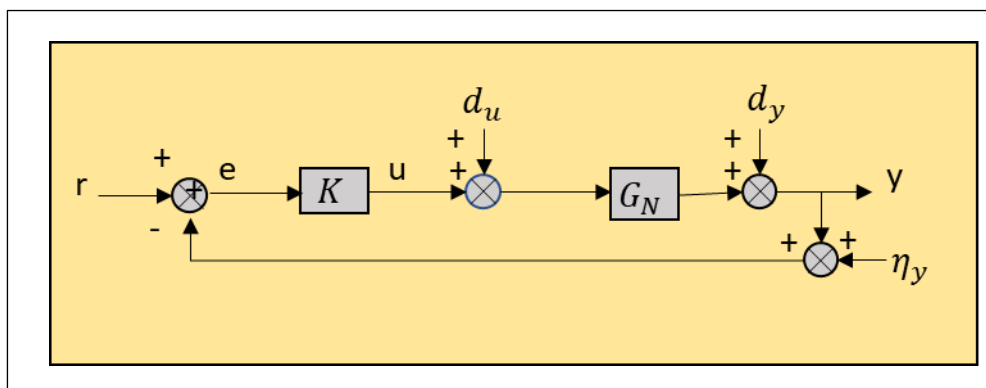 d_u
d_y
+
+
+
e
u
+
+
y
r
+
K
G_N
-
+
+
η_y